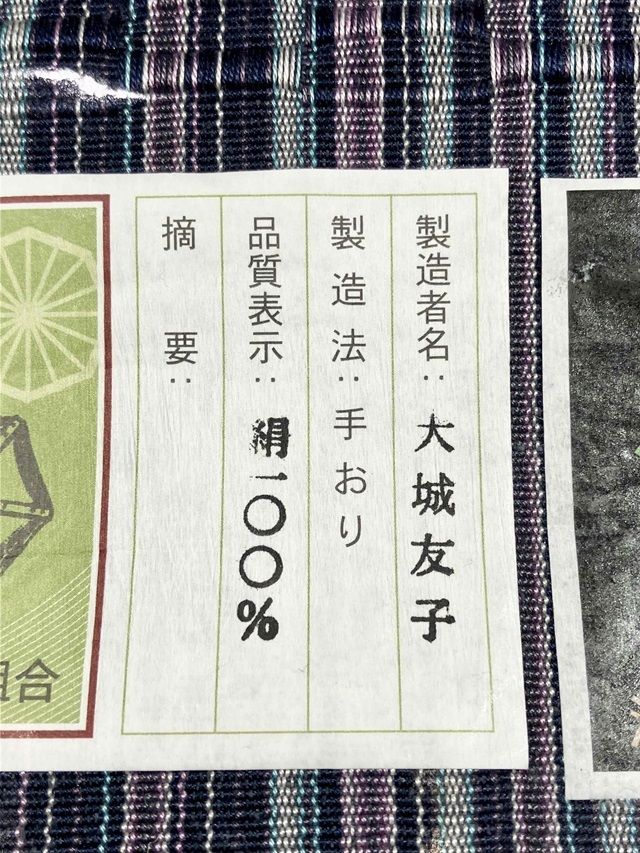 製造者名：大城友子
製造法：手おり
品質表示：絹一〇〇％
摘要：
組合